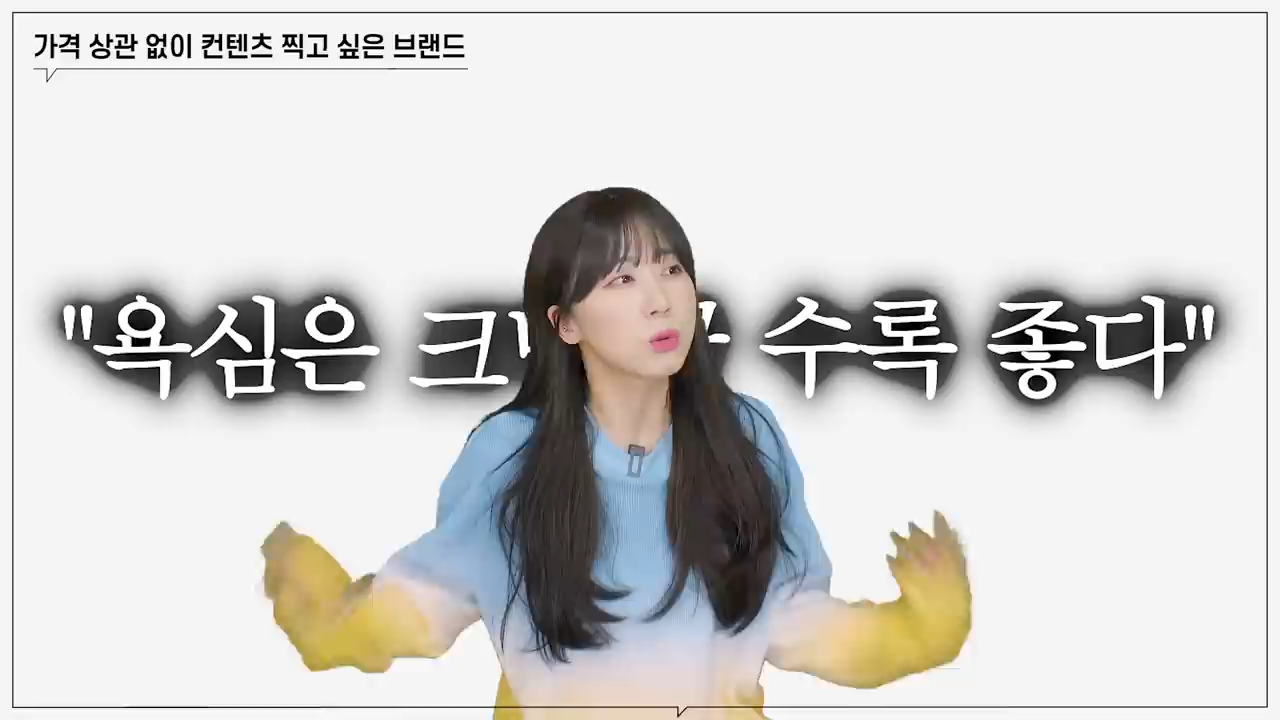 가격 상관 없이 컨텐츠 찍고 싶은 브랜드
"욕심은 수록 좋다"